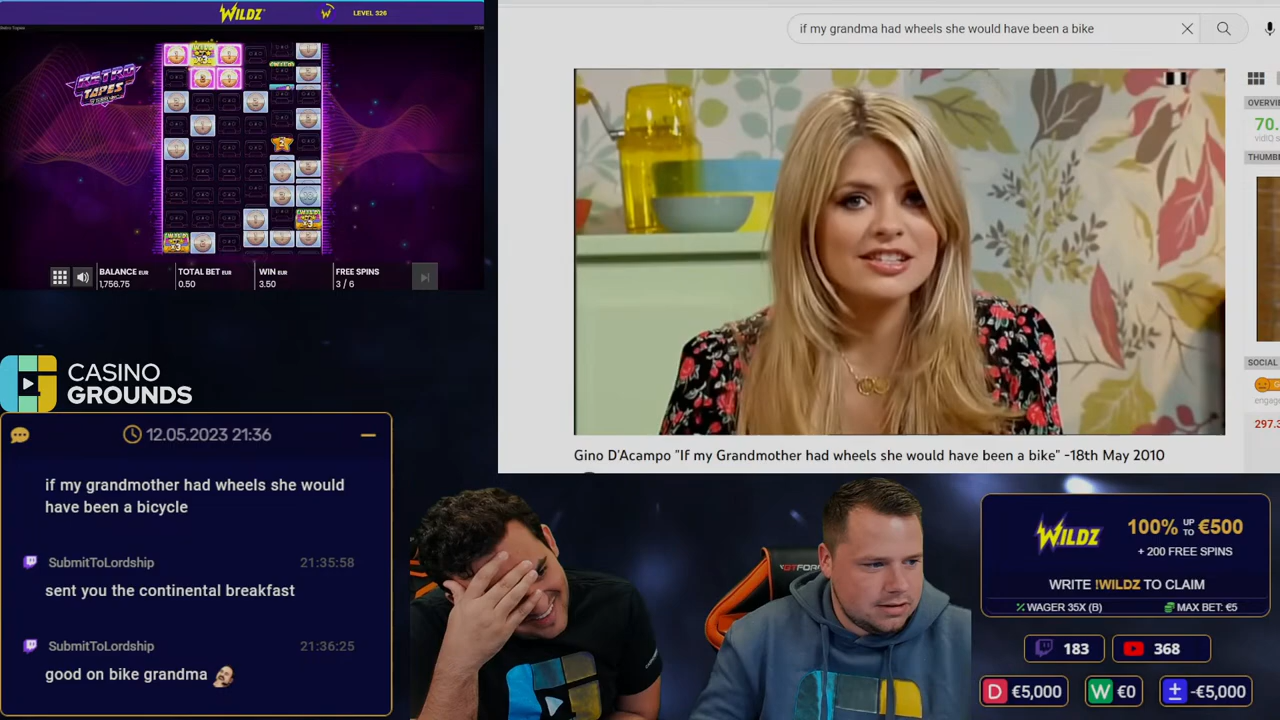 WILDZ
LEVEL 326
RETRO
TAPES
BALANCE EUR
1,756.75
TOTAL BET EUR
0.50
WIN EUR
3.50
FREE SPINS
3 / 6
if my grandma had wheels she would have been a bike
Gino D'Acampo "If my Grandmother had wheels she would have been a bike" -18th May 2010
OVERVI
70.
vidIQ s
THUMB
SOCIAL
engage
297.3
CASINO
GROUNDS
12.05.2023 21:36
if my grandmother had wheels she would
have been a bicycle
SubmitToLordship 21:35:58
sent you the continental breakfast
SubmitToLordship 21:36:25
good on bike grandma
WILDZ
100% UP TO €500
+ 200 FREE SPINS
WRITE !WILDZ TO CLAIM
WAGER 35X (B)
MAX BET: €5
183
368
D €5,000
W €0
± -€5,000